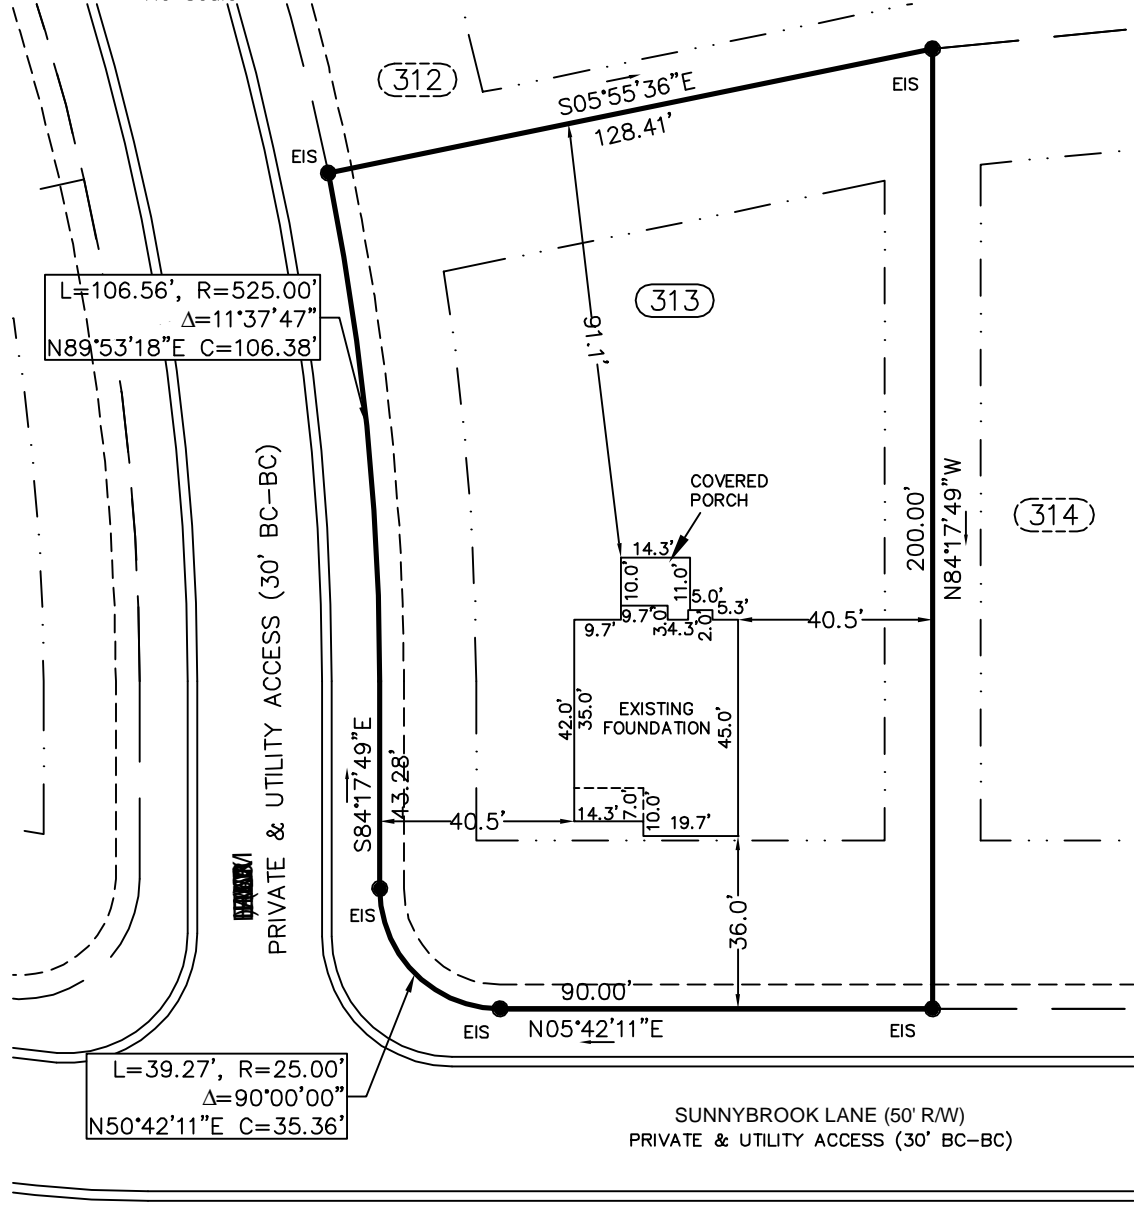 312
S05°55'36"E
128.41'
EIS
EIS
L=106.56', R=525.00'
Δ=11°37'47"
N89°53'18"E C=106.38'
313
91.1'
COVERED
PORCH
314
200.00'
N84°17'49"W
14.3'
10.0'
11.0'
5.0'
5.3'
9.7'
9.7'
3.0'
4.3'
2.0'
40.5'
EXISTING
FOUNDATION
42.0'
35.0'
45.0'
14.3'
7.0'
10.0'
19.7'
S84°17'49"E
43.28'
40.5'
36.0'
PRIVATE & UTILITY ACCESS (30' BC-BC)
EIS
90.00'
EIS
N05°42'11"E
EIS
L=39.27', R=25.00'
Δ=90°00'00"
N50°42'11"E C=35.36'
SUNNYBROOK LANE (50' R/W)
PRIVATE & UTILITY ACCESS (30' BC-BC)